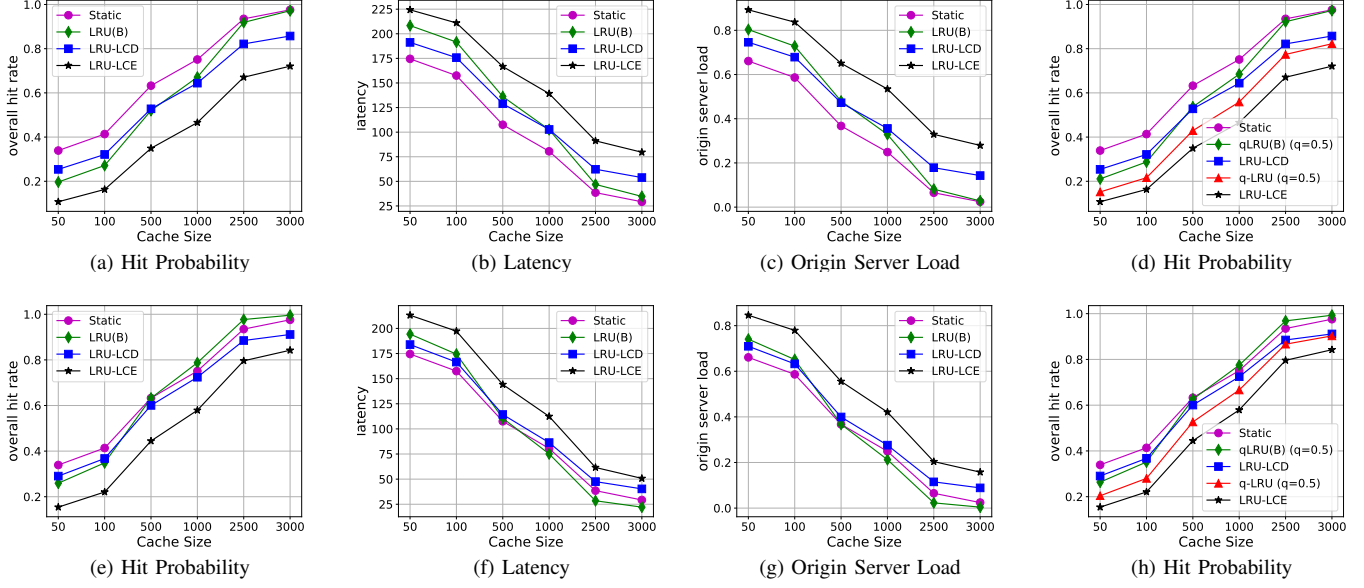 overall hit rate
1.0
0.8
0.6
0.4
0.2
Static
LRU(B)
LRU-LCD
LRU-LCE
50 100 500 1000 2500 3000
Cache Size
(a) Hit Probability
latency
225
200
175
150
125
100
75
50
25
Static
LRU(B)
LRU-LCD
LRU-LCE
50 100 500 1000 2500 3000
Cache Size
(b) Latency
origin server load
0.8
0.6
0.4
0.2
0.0
Static
LRU(B)
LRU-LCD
LRU-LCE
50 100 500 1000 2500 3000
Cache Size
(c) Origin Server Load
overall hit rate
1.0
0.8
0.6
0.4
0.2
Static
qLRU(B) (q=0.5)
LRU-LCD
q-LRU (q=0.5)
LRU-LCE
50 100 500 1000 2500 3000
Cache Size
(d) Hit Probability
overall hit rate
1.0
0.8
0.6
0.4
0.2
Static
LRU(B)
LRU-LCD
LRU-LCE
50 100 500 1000 2500 3000
Cache Size
(e) Hit Probability
latency
200
175
150
125
100
75
50
25
Static
LRU(B)
LRU-LCD
LRU-LCE
50 100 500 1000 2500 3000
Cache Size
(f) Latency
origin server load
0.8
0.6
0.4
0.2
0.0
Static
LRU(B)
LRU-LCD
LRU-LCE
50 100 500 1000 2500 3000
Cache Size
(g) Origin Server Load
overall hit rate
1.0
0.8
0.6
0.4
0.2
Static
qLRU(B) (q=0.5)
LRU-LCD
q-LRU (q=0.5)
LRU-LCE
50 100 500 1000 2500 3000
Cache Size
(h) Hit Probability